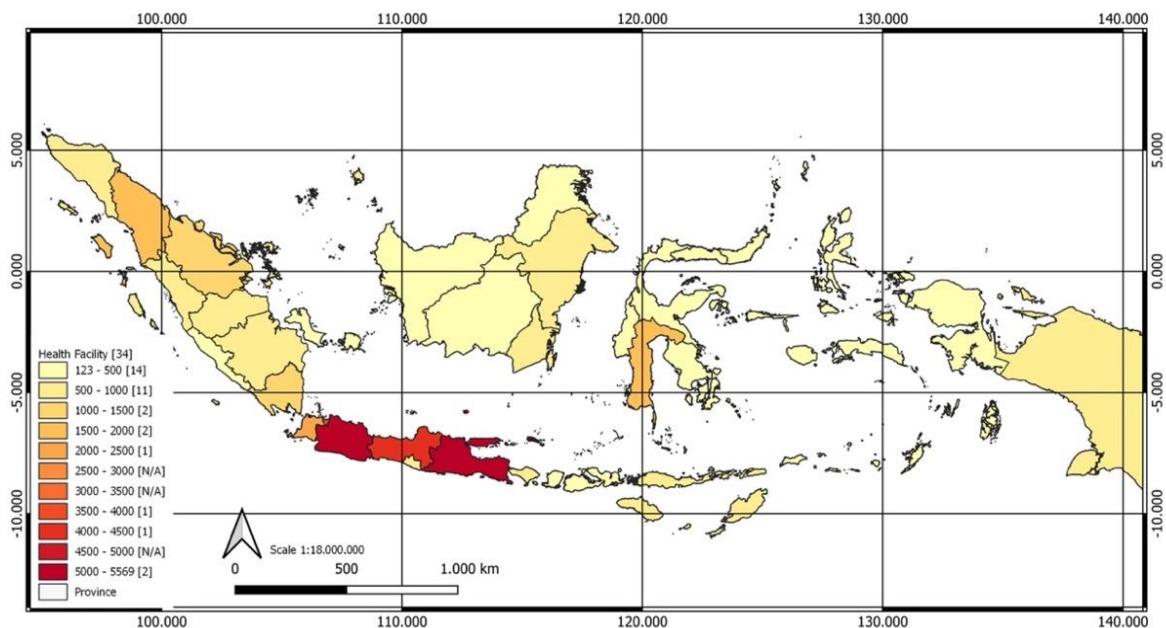 100.000 110.000 120.000 130.000 140.000
5.000 5.000
0.000 0.000
-5.000 -5.000
-10.000 -10.000
Health Facility [34]
123 - 500 [14]
500 - 1000 [11]
1000 - 1500 [2]
1500 - 2000 [2]
2000 - 2500 [1]
2500 - 3000 [N/A]
3000 - 3500 [N/A]
3500 - 4000 [1]
4000 - 4500 [1]
4500 - 5000 [N/A]
5000 - 5569 [2]
Province
Scale 1:18.000.000
0 500 1.000 km
100.000 110.000 120.000 130.000 140.000